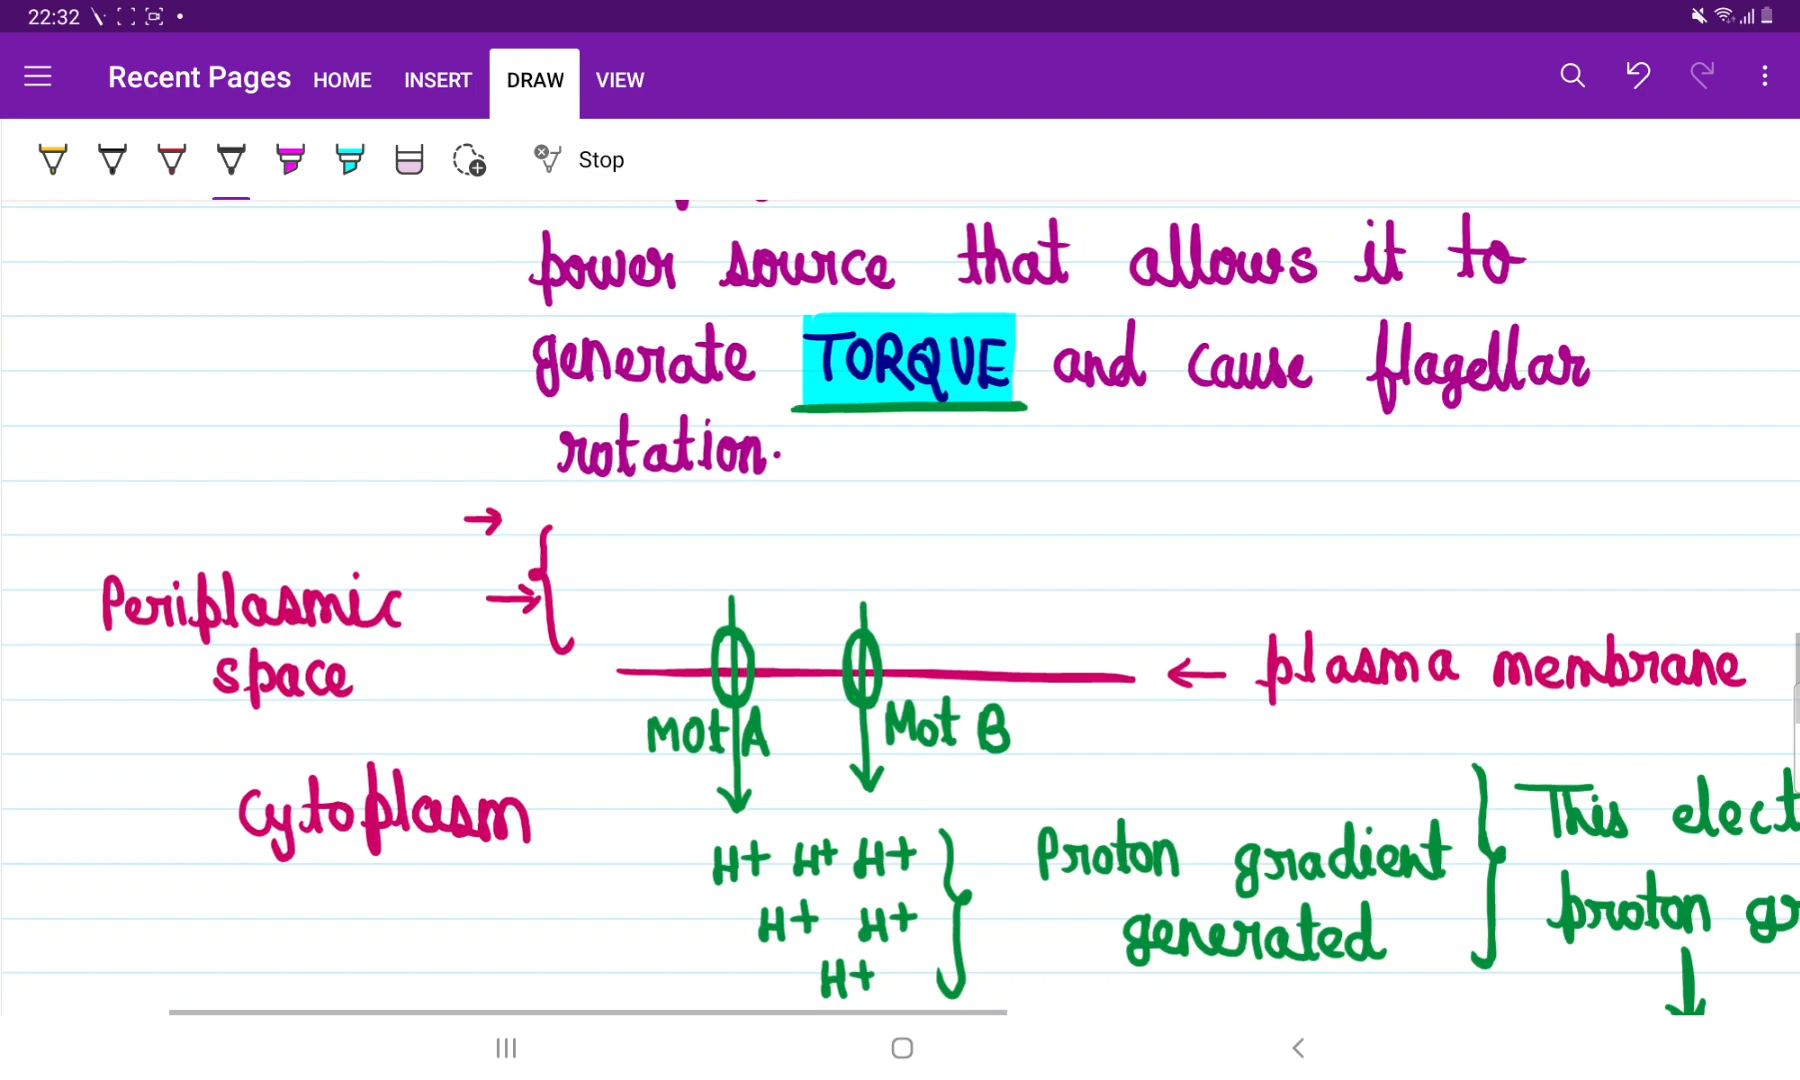 22:32
Recent Pages HOME INSERT DRAW VIEW
Stop
power source that allows it to
generate TORQUE and cause flagellar
rotation.
→
Periplasmic →
space
← plasma membrane
Mot A Mot B
Cytoplasm
H+ H+ H+
H+ H+
H+
Proton gradient
generated
This elect
proton gr